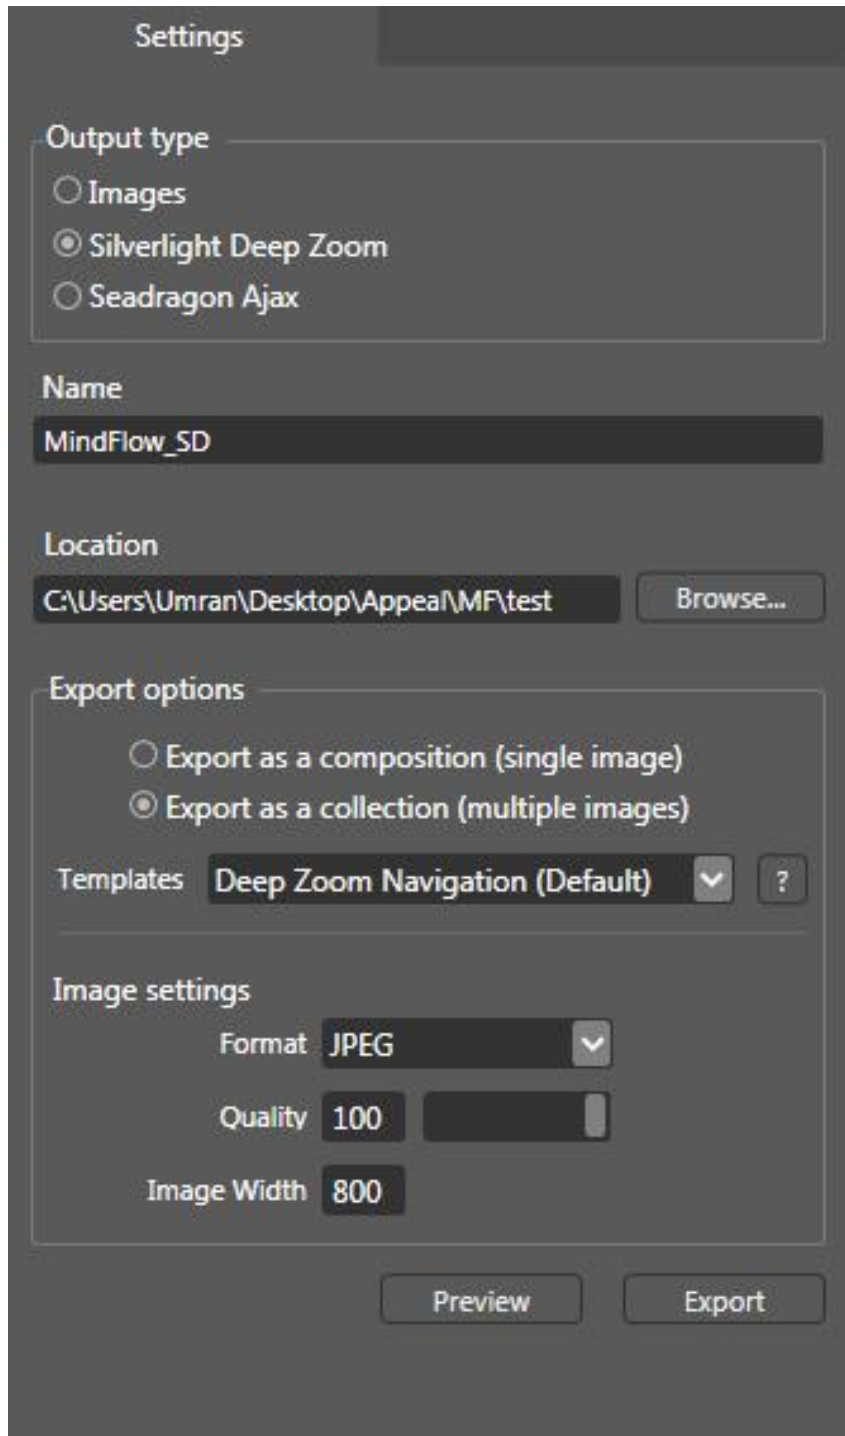 Settings
Output type
Images
Silverlight Deep Zoom
Seadragon Ajax
Name
MindFlow_SD
Location
C:\Users\Umran\Desktop\Appeal\MF\test
Browse...
Export options
Export as a composition (single image)
Export as a collection (multiple images)
Templates Deep Zoom Navigation (Default) ?
Image settings
Format JPEG
Quality 100
Image Width 800
Preview Export